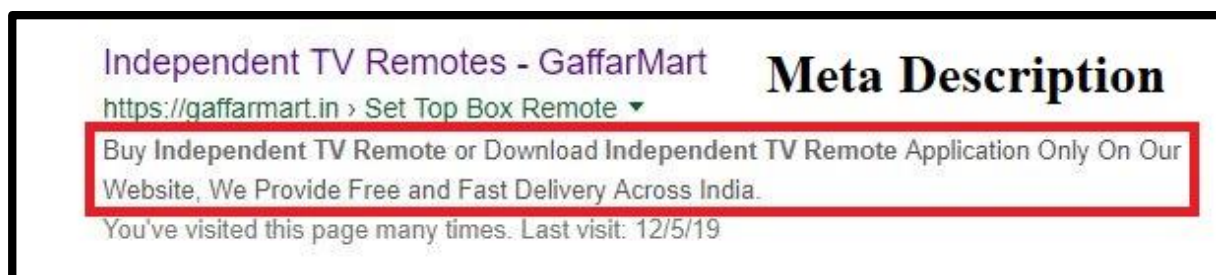 Independent TV Remotes - GaffarMart
Meta Description
https://gaffarmart.in › Set Top Box Remote ▼
Buy Independent TV Remote or Download Independent TV Remote Application Only On Our
Website, We Provide Free and Fast Delivery Across India.
You've visited this page many times. Last visit: 12/5/19